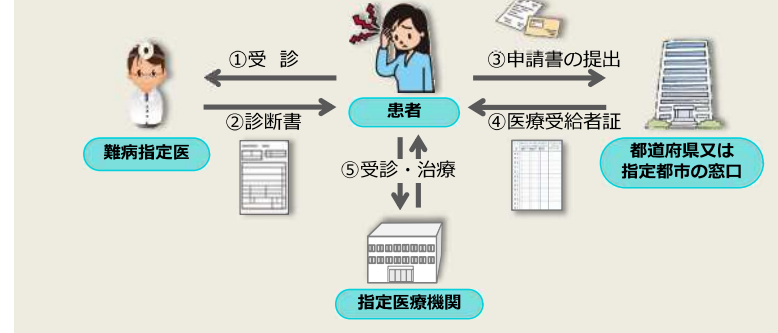 ①受 診
③申請書の提出
患者
②診断書
④医療受給者証
難病指定医
都道府県又は
指定都市の窓口
⑤受診・治療
指定医療機関